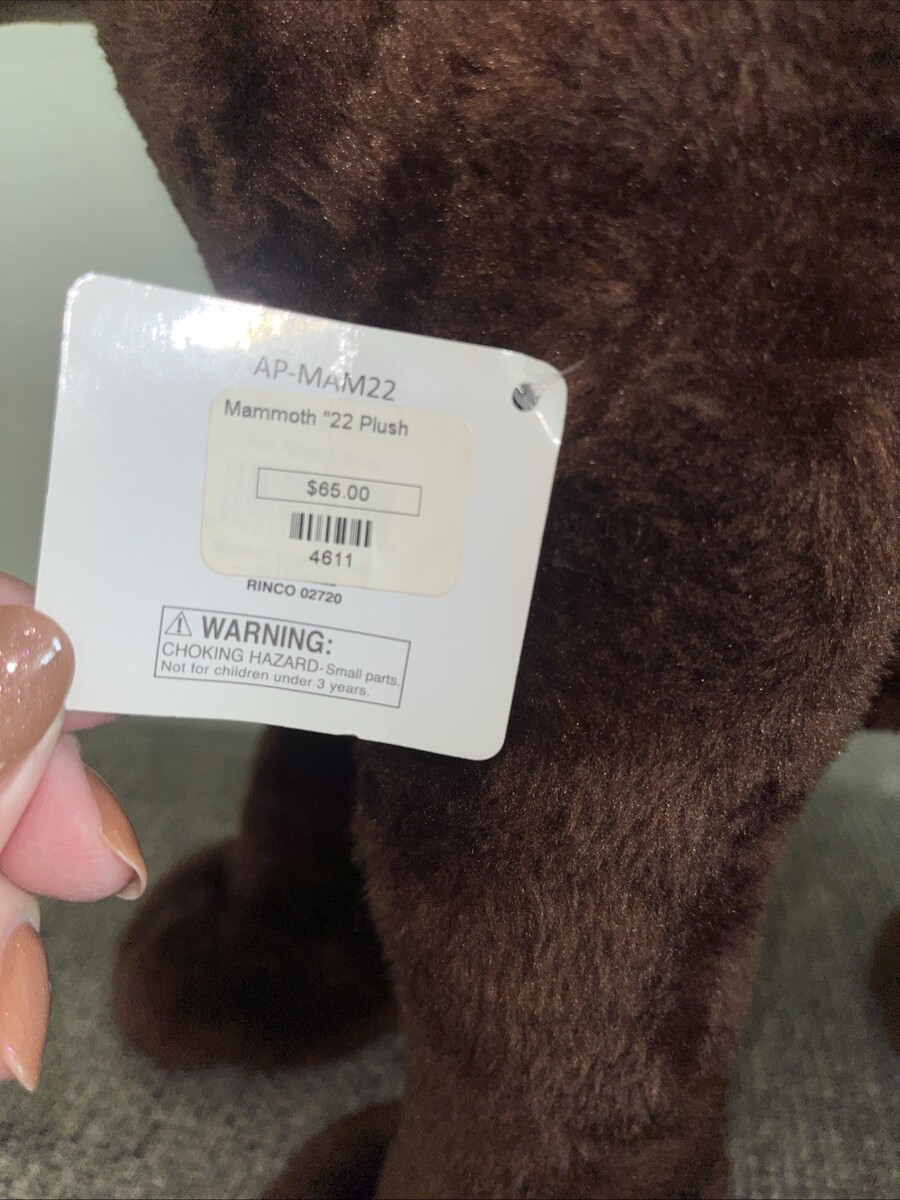 AP-MAM22
Mammoth "22 Plush
$65.00
4611
RINCO 02720
WARNING:
CHOKING HAZARD-Small parts.
Not for children under 3 years.